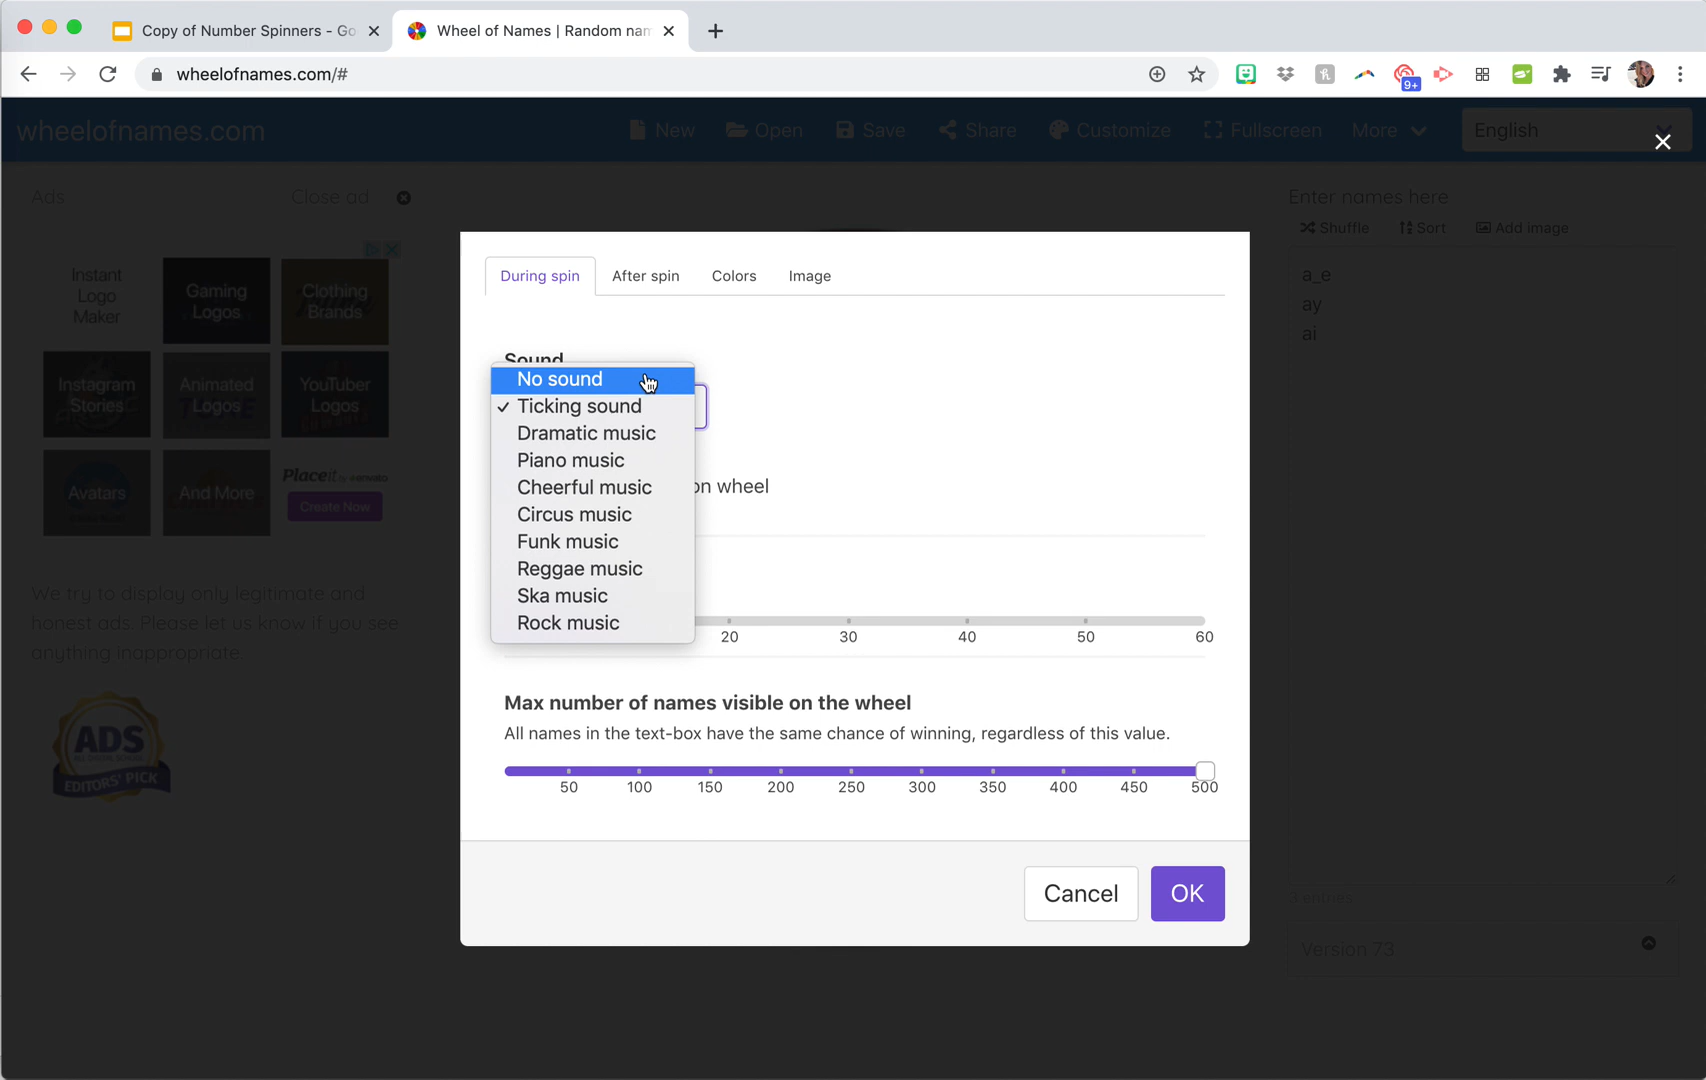 Copy of Number Spinners - Go
Wheel of Names | Random nam
wheelofnames.com/#
9+
wheelofnames.com
New
Open
Save
Share
Customize
Fullscreen
More
English
Ads
Close ad
Enter names here
Shuffle
Sort
Add image
Instant
Logo
Maker
Gaming
Logos
Clothing
Brands
Instagram
Stories
Animated
Logos
YouTuber
Logos
Avatars
And More
Placeit by envato
Create Now
We try to display only legitimate and
honest ads. Please let us know if you see
anything inappropriate.
ADS
EDITORS' PICK
During spin
After spin
Colors
Image
Sound
No sound
Ticking sound
Dramatic music
Piano music
Cheerful music
Circus music
Funk music
Reggae music
Ska music
Rock music
on wheel
20 30 40 50 60
Max number of names visible on the wheel
All names in the text-box have the same chance of winning, regardless of this value.
50 100 150 200 250 300 350 400 450 500
Cancel
OK
a_e
ay
ai
3 entries
Version 73